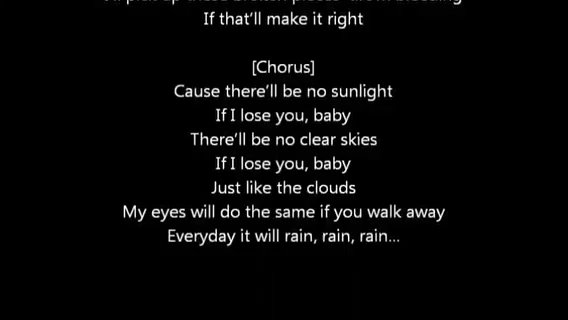 If that'll make it right
[Chorus]
Cause there'll be no sunlight
If I lose you, baby
There'll be no clear skies
If I lose you, baby
Just like the clouds
My eyes will do the same if you walk away
Everyday it will rain, rain, rain...